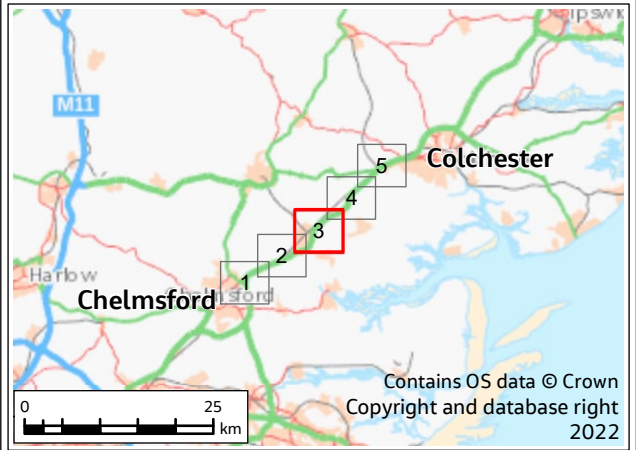 M11
Colchester
5
4
3
2
1
Harlow
Chelmsford
0 25
km
Contains OS data © Crown
Copyright and database right
2022